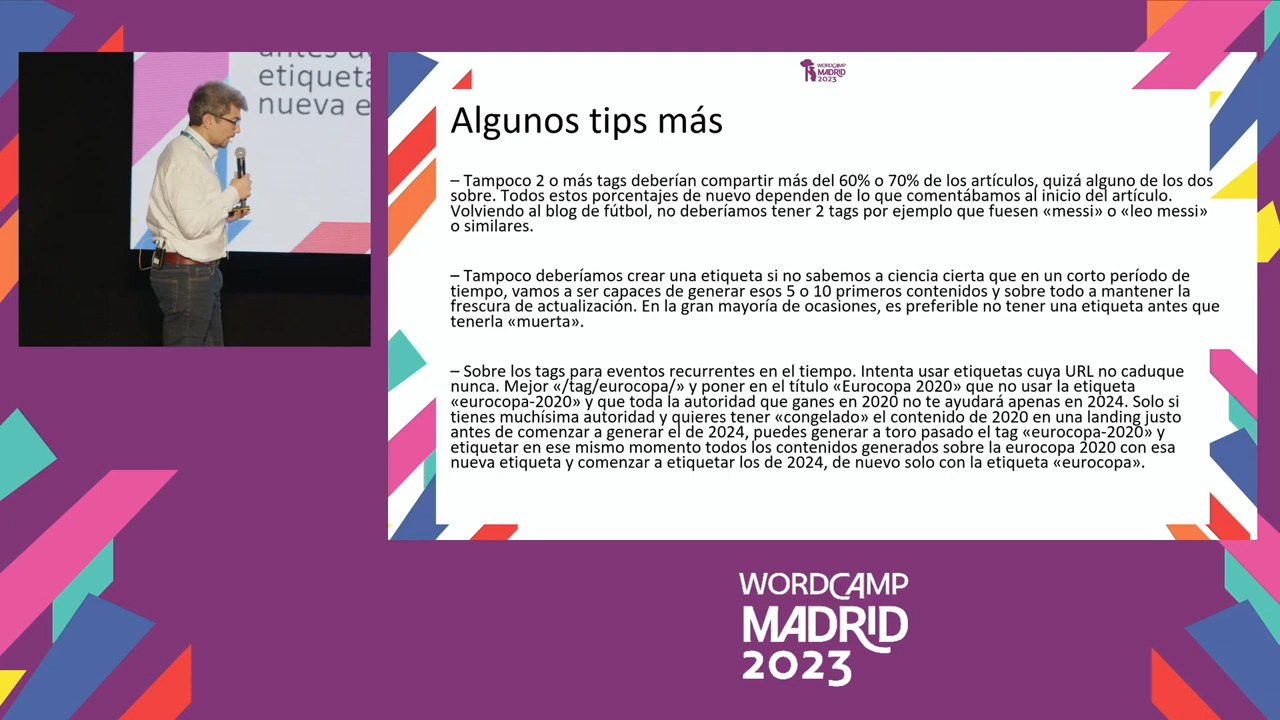 antes d
etiqueta
nueva e
WORDCAMP
MADRID
2023
Algunos tips más
– Tampoco 2 o más tags deberían compartir más del 60% o 70% de los artículos, quizá alguno de los dos
sobre. Todos estos porcentajes de nuevo dependen de lo que comentábamos al inicio del artículo.
Volviendo al blog de fútbol, no deberíamos tener 2 tags por ejemplo que fuesen «messi» o «leo messi»
o similares.
– Tampoco deberíamos crear una etiqueta si no sabemos a ciencia cierta que en un corto período de
tiempo, vamos a ser capaces de generar esos 5 o 10 primeros contenidos y sobre todo a mantener la
frescura de actualización. En la gran mayoría de ocasiones, es preferible no tener una etiqueta antes que
tenerla «muerta».
– Sobre los tags para eventos recurrentes en el tiempo. Intenta usar etiquetas cuya URL no caduque
nunca. Mejor «/tag/eurocopa/» y poner en el título «Eurocopa 2020» que no usar la etiqueta
«eurocopa-2020» y que toda la autoridad que ganes en 2020 no te ayudará apenas en 2024. Solo si
tienes muchísima autoridad y quieres tener «congelado» el contenido de 2020 en una landing justo
antes de comenzar a generar el de 2024, puedes generar a toro pasado el tag «eurocopa-2020» y
etiquetar en ese mismo momento todos los contenidos generados sobre la eurocopa 2020 con esa
nueva etiqueta y comenzar a etiquetar los de 2024, de nuevo solo con la etiqueta «eurocopa».
WORDCAMP
MADRID
2023